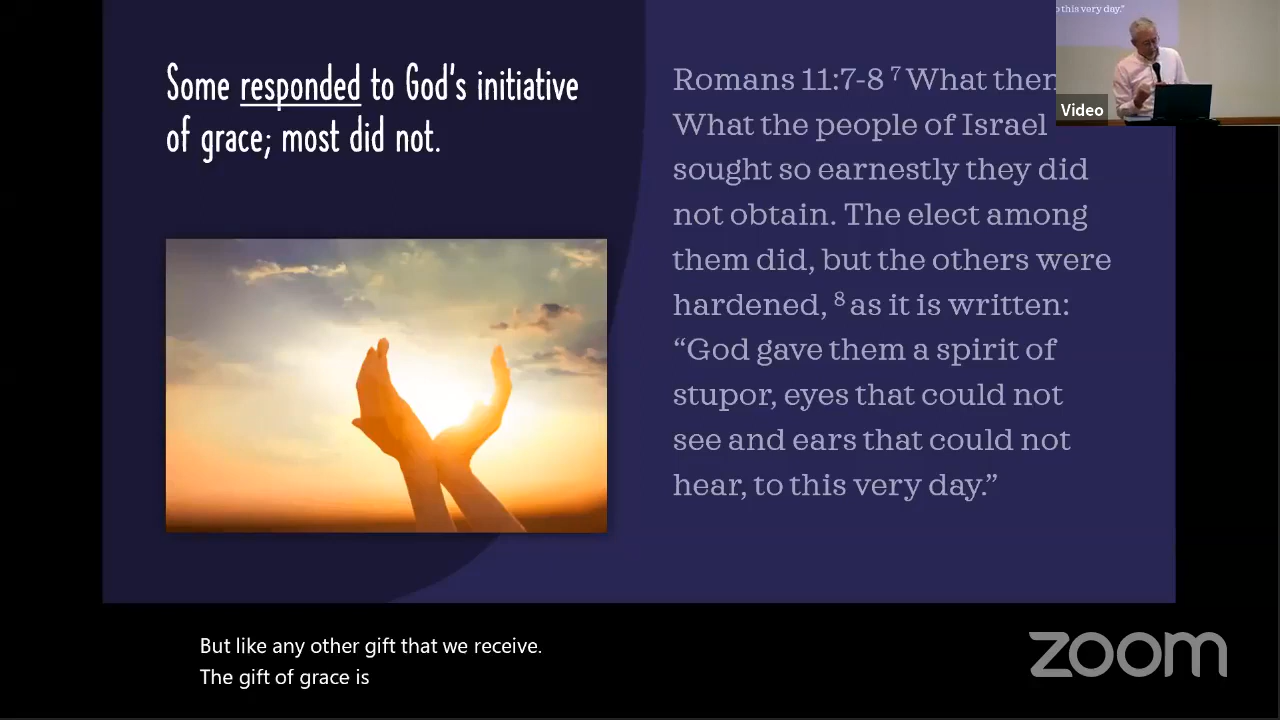 Some responded to God's initiative
of grace; most did not.
Romans 11:7-8 ⁷ What then
What the people of Israel
sought so earnestly they did
not obtain. The elect among
them did, but the others were
hardened, ⁸ as it is written:
“God gave them a spirit of
stupor, eyes that could not
see and ears that could not
hear, to this very day.”
to this very day."
Video
But like any other gift that we receive.
The gift of grace is
zoom